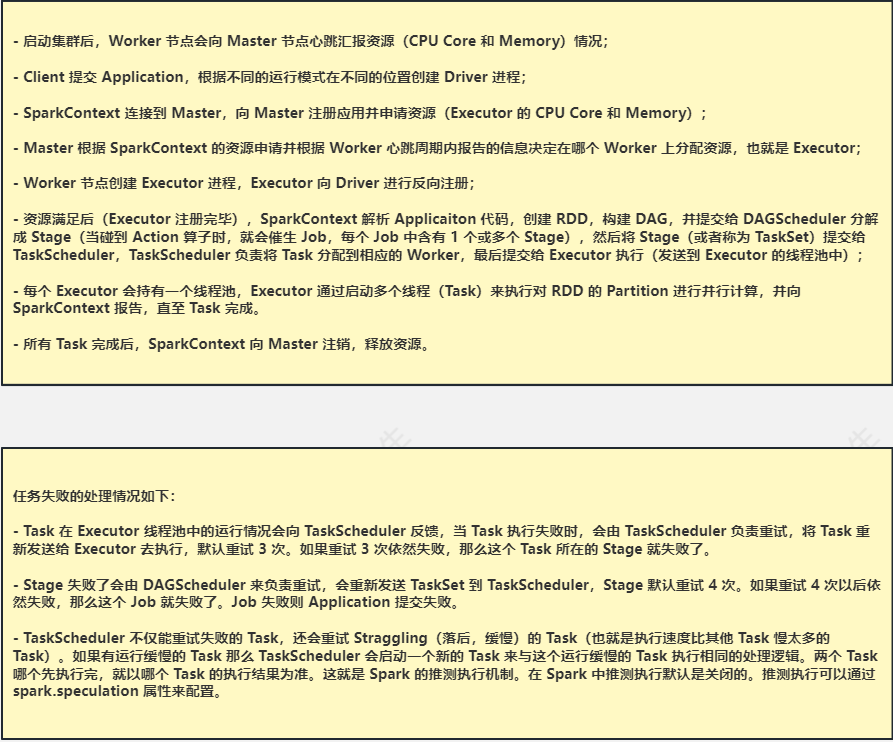 - 启动集群后，Worker 节点会向 Master 节点心跳汇报资源（CPU Core 和 Memory）情况；
- Client 提交 Application，根据不同的运行模式在不同的位置创建 Driver 进程；
- SparkContext 连接到 Master，向 Master 注册应用并申请资源（Executor 的 CPU Core 和 Memory）；
- Master 根据 SparkContext 的资源申请并根据 Worker 心跳周期内报告的信息决定在哪个 Worker 上分配资源，也就是 Executor；
- Worker 节点创建 Executor 进程，Executor 向 Driver 进行反向注册；
- 资源满足后（Executor 注册完毕），SparkContext 解析 Applicaiton 代码，创建 RDD，构建 DAG，并提交给 DAGScheduler 分解
成 Stage（当碰到 Action 算子时，就会催生 Job，每个 Job 中含有 1 个或多个 Stage），然后将 Stage（或者称为 TaskSet）提交给
TaskScheduler，TaskScheduler 负责将 Task 分配到相应的 Worker，最后提交给 Executor 执行（发送到 Executor 的线程池中）；
- 每个 Executor 会持有一个线程池，Executor 通过启动多个线程（Task）来执行对 RDD 的 Partition 进行并行计算，并向
SparkContext 报告，直至 Task 完成。
- 所有 Task 完成后，SparkContext 向 Master 注销，释放资源。
任务失败的处理情况如下：
- Task 在 Executor 线程池中的运行情况会向 TaskScheduler 反馈，当 Task 执行失败时，会由 TaskScheduler 负责重试，将 Task 重
新发送给 Executor 去执行，默认重试 3 次。如果重试 3 次依然失败，那么这个 Task 所在的 Stage 就失败了。
- Stage 失败了会由 DAGScheduler 来负责重试，会重新发送 TaskSet 到 TaskScheduler，Stage 默认重试 4 次。如果重试 4 次以后依
然失败，那么这个 Job 就失败了。Job 失败则 Application 提交失败。
- TaskScheduler 不仅能重试失败的 Task，还会重试 Straggling（落后，缓慢）的 Task（也就是执行速度比其他 Task 慢太多的
Task）。如果有运行缓慢的 Task 那么 TaskScheduler 会启动一个新的 Task 来与这个运行缓慢的 Task 执行相同的处理逻辑。两个 Task
哪个先执行完，就以哪个 Task 的执行结果为准。这就是 Spark 的推测执行机制。在 Spark 中推测执行默认是关闭的。推测执行可以通过
spark.speculation 属性来配置。